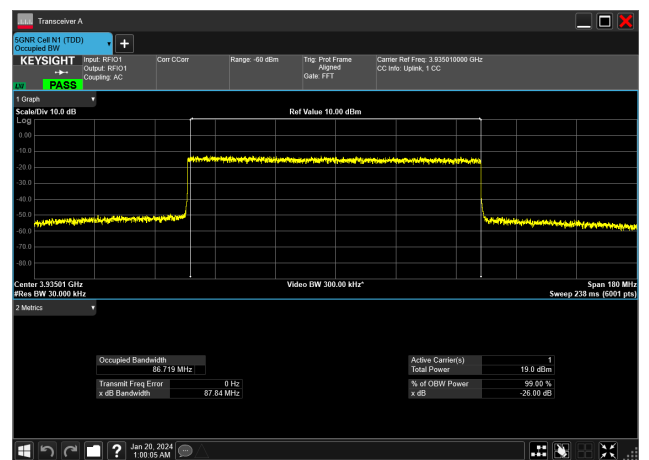 Transceiver A
5GNR Cell N1 (TDD)
Occupied BW
+
KEYSIGHT
LV PASS
Input: RFIO1
Output: RFIO1
Coupling: AC
Corr CCorr
Range: -60 dBm
Trig: Prot Frame
Aligned
Gate: FFT
Carrier Ref Freq: 3.935010000 GHz
CC Info: Uplink, 1 CC
1 Graph
Scale/Div 10.0 dB
Ref Value 10.00 dBm
Log
0.00
-10.0
-20.0
-30.0
-40.0
-50.0
-60.0
-70.0
-80.0
Center 3.93501 GHz
Video BW 300.00 kHz*
Span 180 MHz
#Res BW 30.000 kHz
Sweep 238 ms (6001 pts)
2 Metrics
Occupied Bandwidth
86.719 MHz
Active Carrier(s) 1
Total Power 19.0 dBm
Transmit Freq Error 0 Hz
x dB Bandwidth 87.84 MHz
% of OBW Power 99.00 %
x dB -26.00 dB
?
Jan 20, 2024
1:00:05 AM